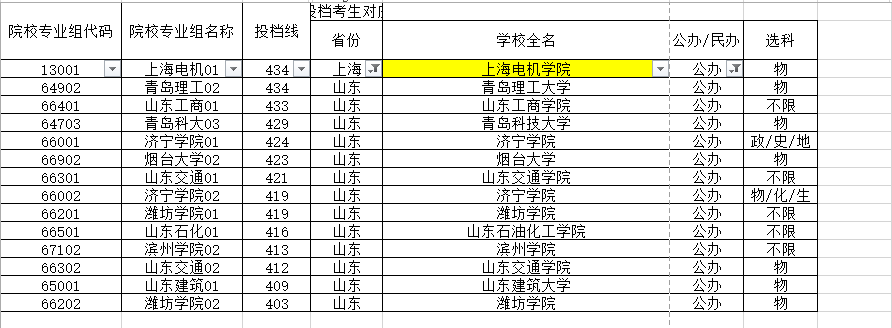 投档考生对应
院校专业组代码 院校专业组名称 投档线 省份 学校全名 公办/民办 选科
13001 上海电机01 434 上海 上海电机学院 公办 物
64902 青岛理工02 434 山东 青岛理工大学 公办 物
66401 山东工商01 433 山东 山东工商学院 公办 不限
64703 青岛科大03 429 山东 青岛科技大学 公办 物
66001 济宁学院01 424 山东 济宁学院 公办 政/史/地
66902 烟台大学02 423 山东 烟台大学 公办 物
66301 山东交通01 421 山东 山东交通学院 公办 不限
66002 济宁学院02 419 山东 济宁学院 公办 物/化/生
66201 潍坊学院01 419 山东 潍坊学院 公办 不限
66501 山东石化01 416 山东 山东石油化工学院 公办 不限
67102 滨州学院02 413 山东 滨州学院 公办 不限
66302 山东交通02 412 山东 山东交通学院 公办 物
65001 山东建筑01 409 山东 山东建筑大学 公办 物
66202 潍坊学院02 403 山东 潍坊学院 公办 物